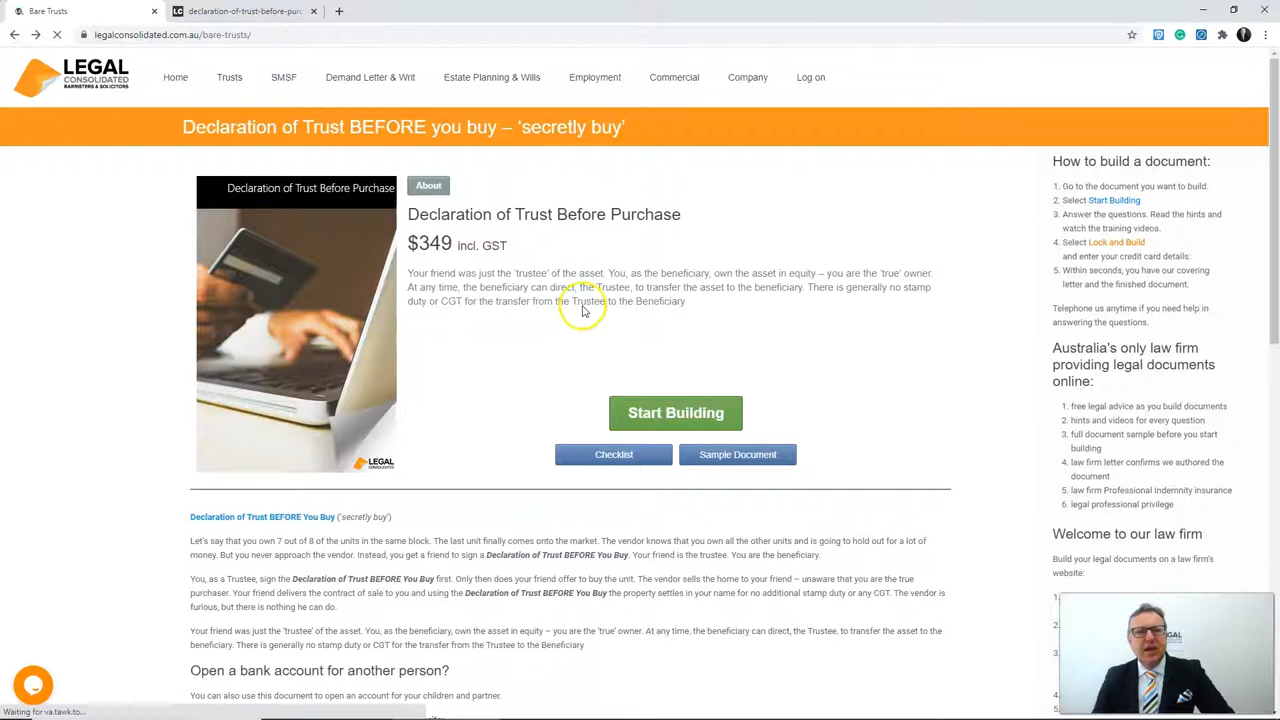 Bare Trusts
declaration-of-trust-before-purc
legalconsolidated.com.au/bare-trusts/
LEGAL
CONSOLIDATED
BARRISTERS & SOLICITORS
Home
Trusts
SMSF
Demand Letter & Writ
Estate Planning & Wills
Employment
Commercial
Company
Log on
Declaration of Trust BEFORE you buy – ‘secretly buy’
Declaration of Trust Before Purchase
LEGAL
About
Declaration of Trust Before Purchase
$349 incl. GST
Your friend was just the ‘trustee’ of the asset. You, as the beneficiary, own the asset in equity – you are the ‘true’ owner.
At any time, the beneficiary can direct, the Trustee, to transfer the asset to the beneficiary. There is generally no stamp
duty or CGT for the transfer from the Trustee to the Beneficiary
Start Building
Checklist
Sample Document
Declaration of Trust BEFORE You Buy (‘secretly buy’)
Let’s say that you own 7 out of 8 of the units in the same block. The last unit finally comes onto the market. The vendor knows that you own all the other units and is going to hold out for a lot of
money. But you never approach the vendor. Instead, you get a friend to sign a Declaration of Trust BEFORE You Buy. Your friend is the trustee. You are the beneficiary.
You, as a Trustee, sign the Declaration of Trust BEFORE You Buy first. Only then does your friend offer to buy the unit. The vendor sells the home to your friend – unaware that you are the true
purchaser. Your friend delivers the contract of sale to you and using the Declaration of Trust BEFORE You Buy the property settles in your name for no additional stamp duty or any CGT. The vendor is
furious, but there is nothing he can do.
Your friend was just the ‘trustee’ of the asset. You, as the beneficiary, own the asset in equity – you are the ‘true’ owner. At any time, the beneficiary can direct, the Trustee, to transfer the asset to the
beneficiary. There is generally no stamp duty or CGT for the transfer from the Trustee to the Beneficiary
Open a bank account for another person?
You can also use this document to open an account for your children and partner.
Waiting for va.tawk.to...
How to build a document:
1. Go to the document you want to build.
2. Select Start Building
3. Answer the questions. Read the hints and
watch the training videos.
4. Select Lock and Build
and enter your credit card details.
5. Within seconds, you have our covering
letter and the finished document.
Telephone us anytime if you need help in
answering the questions.
Australia's only law firm
providing legal documents
online:
1. free legal advice as you build documents
2. hints and videos for every question
3. full document sample before you start
building
4. law firm letter confirms we authored the
document
5. law firm Professional Indemnity insurance
6. legal professional privilege
Welcome to our law firm
Build your legal documents on a law firm's
website: